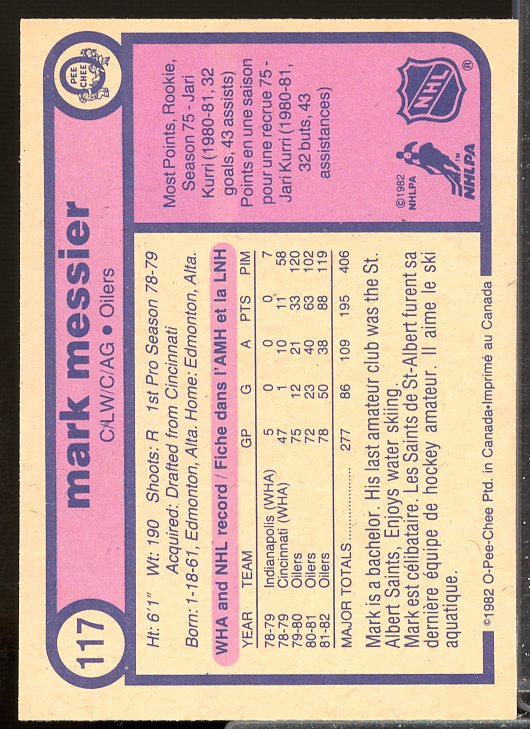 117
mark messier
C/LW/C/AG • Oilers
OPEE CHEE
Ht: 6'1" Wt: 190 Shoots: R 1st Pro Season 78-79
Acquired: Drafted from Cincinnati
Born: 1-18-61, Edmonton, Alta. Home: Edmonton, Alta.
WHA and NHL record / Fiche dans l'AMH et la LNH
YEAR TEAM GP G A PTS PIM
78-79 Indianapolis (WHA) 5 0 0 0 7
78-79 Cincinnati (WHA) 47 1 10 11 58
79-80 Oilers 75 12 21 33 120
80-81 Oilers 72 23 40 63 102
81-82 Oilers 78 50 38 88 119
MAJOR TOTALS .................. 277 86 109 195 406
Mark is a bachelor. His last amateur club was the St.
Albert Saints, Enjoys water skiing.
Mark est celibataire. Les Saints de St-Albert furent sa
dernière équipe de hockey amateur. Il aime le ski
aquatique.
Most Points, Rookie,
Season 75 - Jari
Kurri (1980-81, 32
goals, 43 assists)
Points en une saison
pour une recrue 75 -
Jari Kurri (1980-81,
32 buts, 43
assistances)
©1982
NHLPA
NHLPA™
NHL®
©1982 O-Pee-Chee Ptd. in Canada•Imprimé au Canada